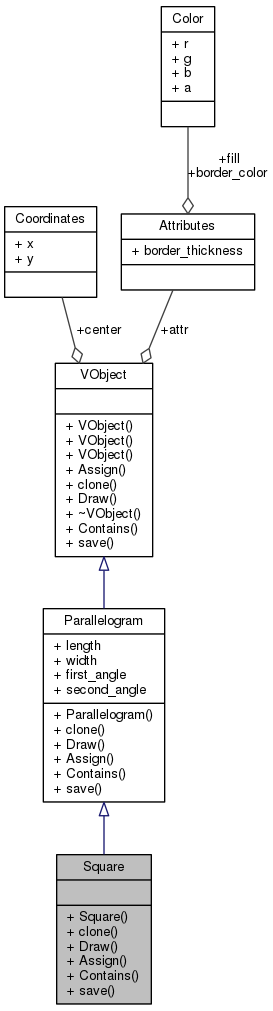 Color
+ r
+ g
+ b
+ a
+fill
+border_color
Coordinates
+ x
+ y
Attributes
+ border_thickness
+center
+attr
VObject
+ VObject()
+ VObject()
+ VObject()
+ Assign()
+ clone()
+ Draw()
+ ~VObject()
+ Contains()
+ save()
Parallelogram
+ length
+ width
+ first_angle
+ second_angle
+ Parallelogram()
+ clone()
+ Draw()
+ Assign()
+ Contains()
+ save()
Square
+ Square()
+ clone()
+ Draw()
+ Assign()
+ Contains()
+ save()